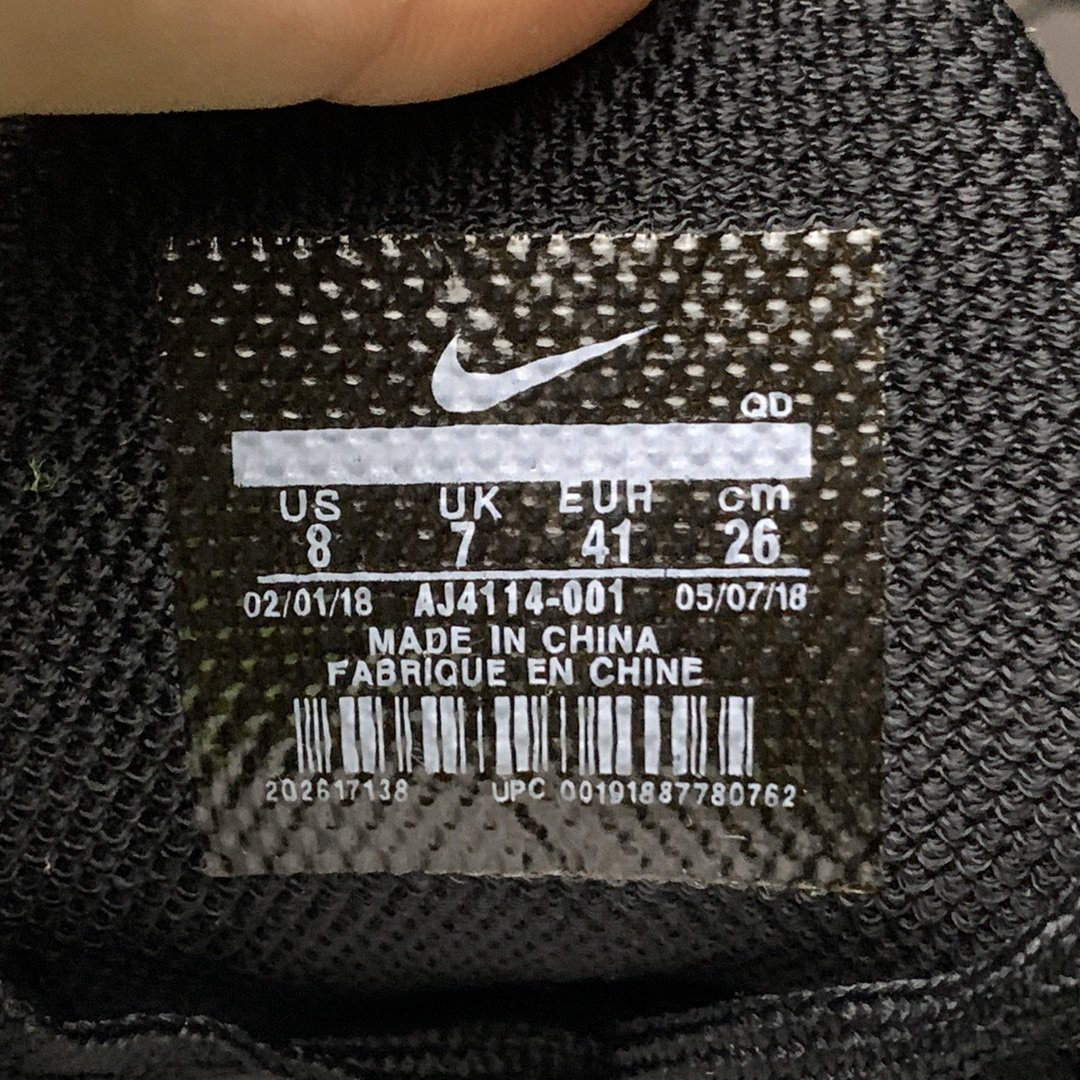 QD
US UK EUR cm
8 7 41 26
02/01/18 AJ4114-001 05/07/18
MADE IN CHINA
FABRIQUE EN CHINE
202617138 UPC 00191887780762